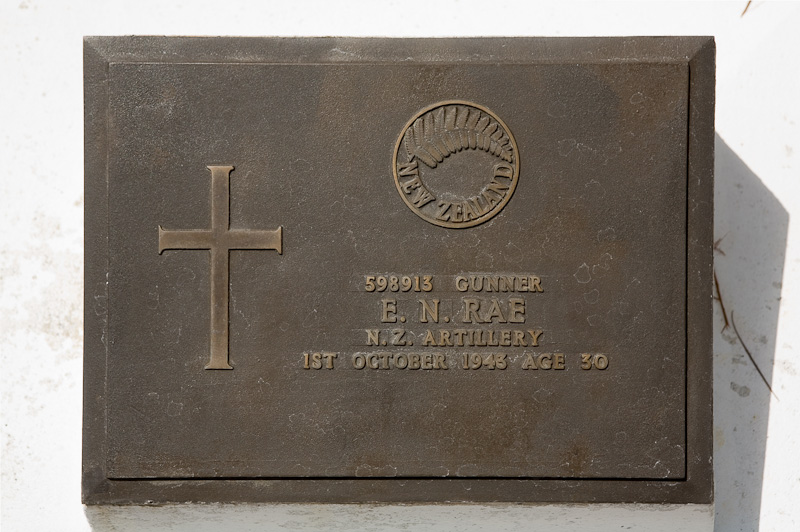 NEW ZEALAND
598913 GUNNER
E. N. RAE
N.Z. ARTILLERY
1ST OCTOBER 1943 AGE 30